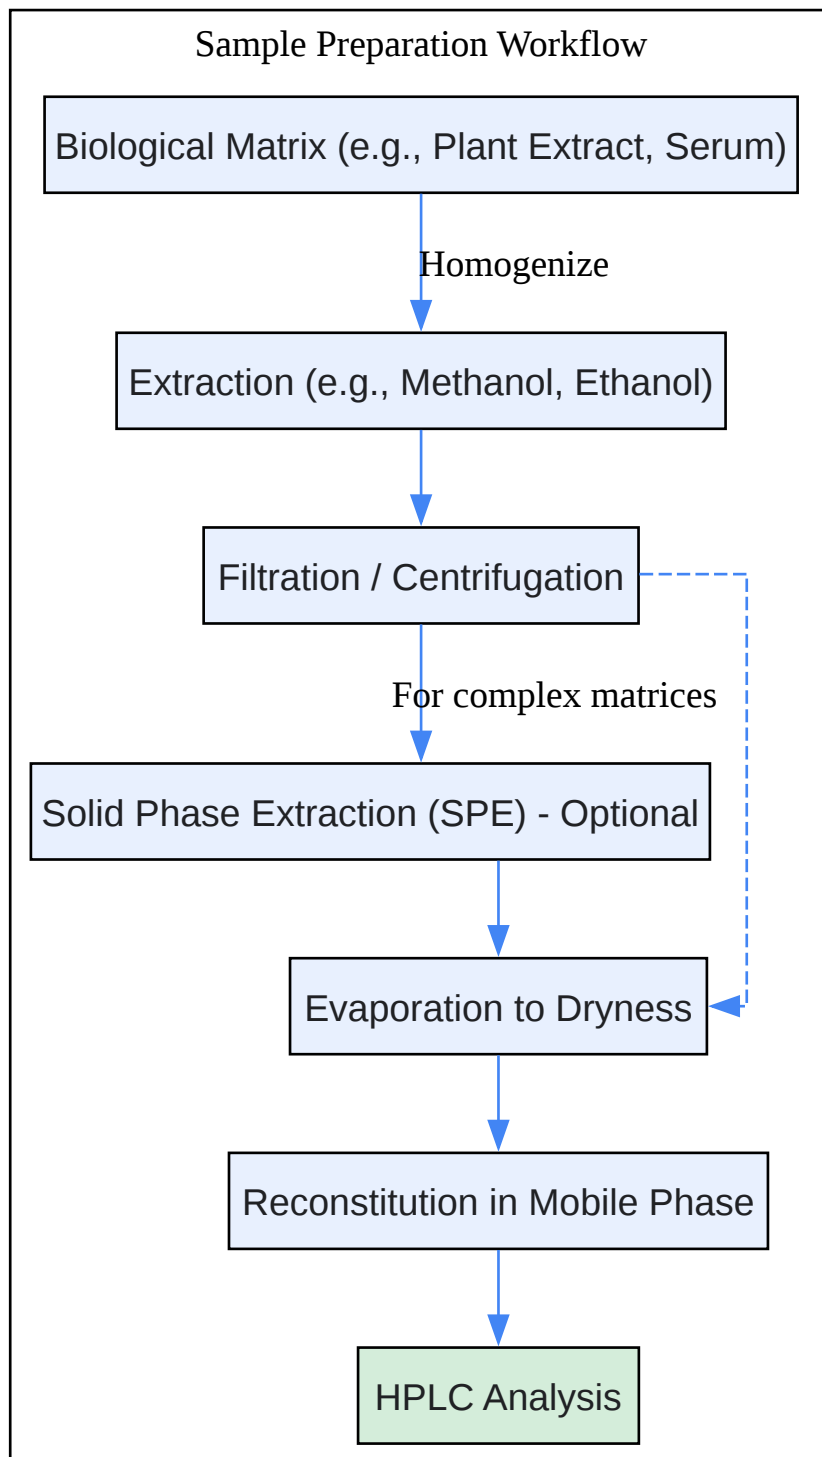 Sample Preparation Workflow
Biological Matrix (e.g., Plant Extract, Serum)
Homogenize
Extraction (e.g., Methanol, Ethanol)
Filtration / Centrifugation
For complex matrices
Solid Phase Extraction (SPE) - Optional
Evaporation to Dryness
Reconstitution in Mobile Phase
HPLC Analysis